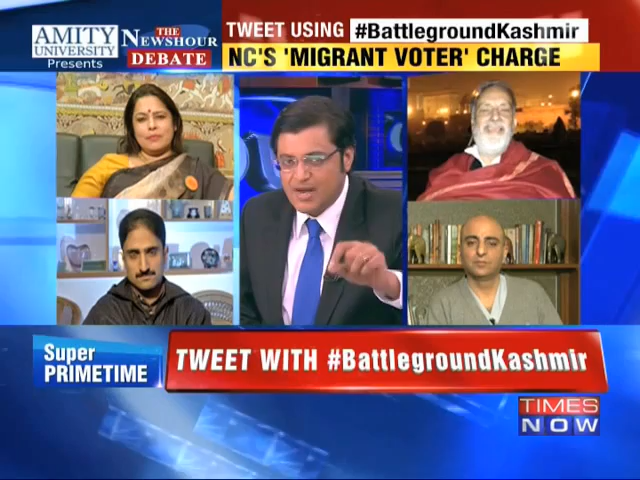 AMITY
UNIVERSITY
Presents
THE
NEWSHOUR
DEBATE
TWEET USING #BattlegroundKashmir
NC'S 'MIGRANT VOTER' CHARGE
Super
PRIMETIME
TWEET WITH #BattlegroundKashmir
TIMES
NOW